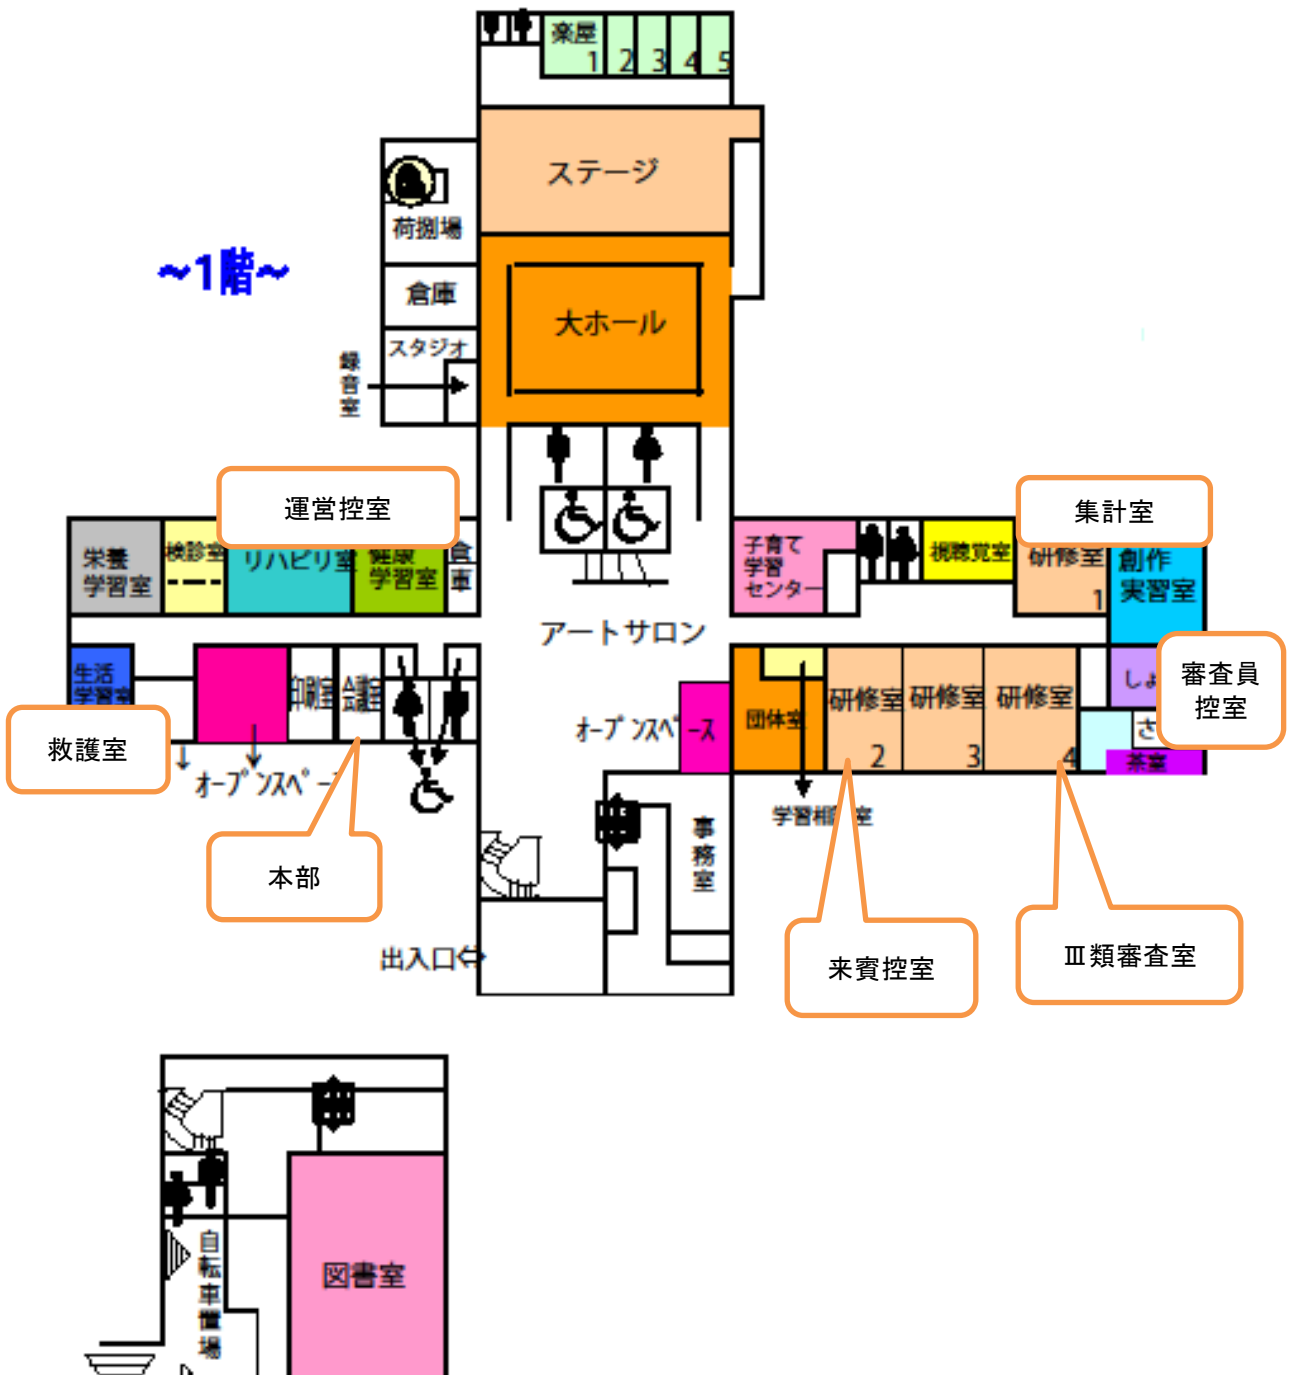 楽屋
1 2 3 4 5
ステージ
荷捌場
～1階～
倉庫
大ホール
スタジオ
録音室
運営控室
集計室
栄養
学習室
検診室
リハビリ室
健康
学習室
倉
庫
子育て
学習
センター
視聴覚室
研修室
1
創作
実習室
アートサロン
生活
学習室
印刷室
会議室
オープンスペース
団体室
研修室
2
研修室
3
研修室
4
しょ
審査員
控室
さ
茶室
救護室
オープンスペース
学習相談室
本部
事務室
出入口⇔
来賓控室
Ⅲ類審査室
図書室
自転車置場